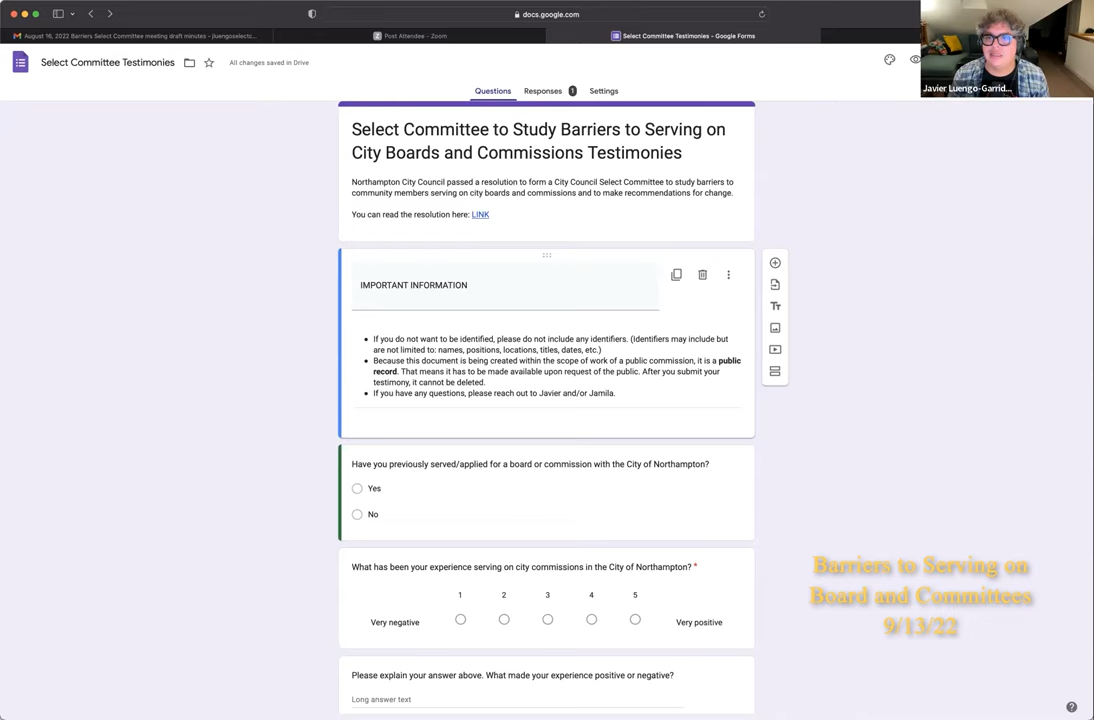 docs.google.com
August 16, 2022 Barriers Select Committee meeting draft minutes - jluengoselectc...
Post Attendee - Zoom
Select Committee Testimonies - Google Forms
Select Committee Testimonies
All changes saved in Drive
Javier Luengo-Garrid...
Questions
Responses 1
Settings
Select Committee to Study Barriers to Serving on
City Boards and Commissions Testimonies
Northampton City Council passed a resolution to form a City Council Select Committee to study barriers to
community members serving on city boards and commissions and to make recommendations for change.
You can read the resolution here: LINK
IMPORTANT INFORMATION
Tт
• If you do not want to be identified, please do not include any identifiers. (Identifiers may include but
are not limited to: names, positions, locations, titles, dates, etc.)
• Because this document is being created within the scope of work of a public commission, it is a public
record. That means it has to be made available upon request of the public. After you submit your
testimony, it cannot be deleted.
• If you have any questions, please reach out to Javier and/or Jamila.
Have you previously served/applied for a board or commission with the City of Northampton?
Yes
No
What has been your experience serving on city commissions in the City of Northampton? *
1 2 3 4 5
Very negative
Very positive
Please explain your answer above. What made your experience positive or negative?
Long answer text
Barriers to Serving on
Board and Committees
9/13/22